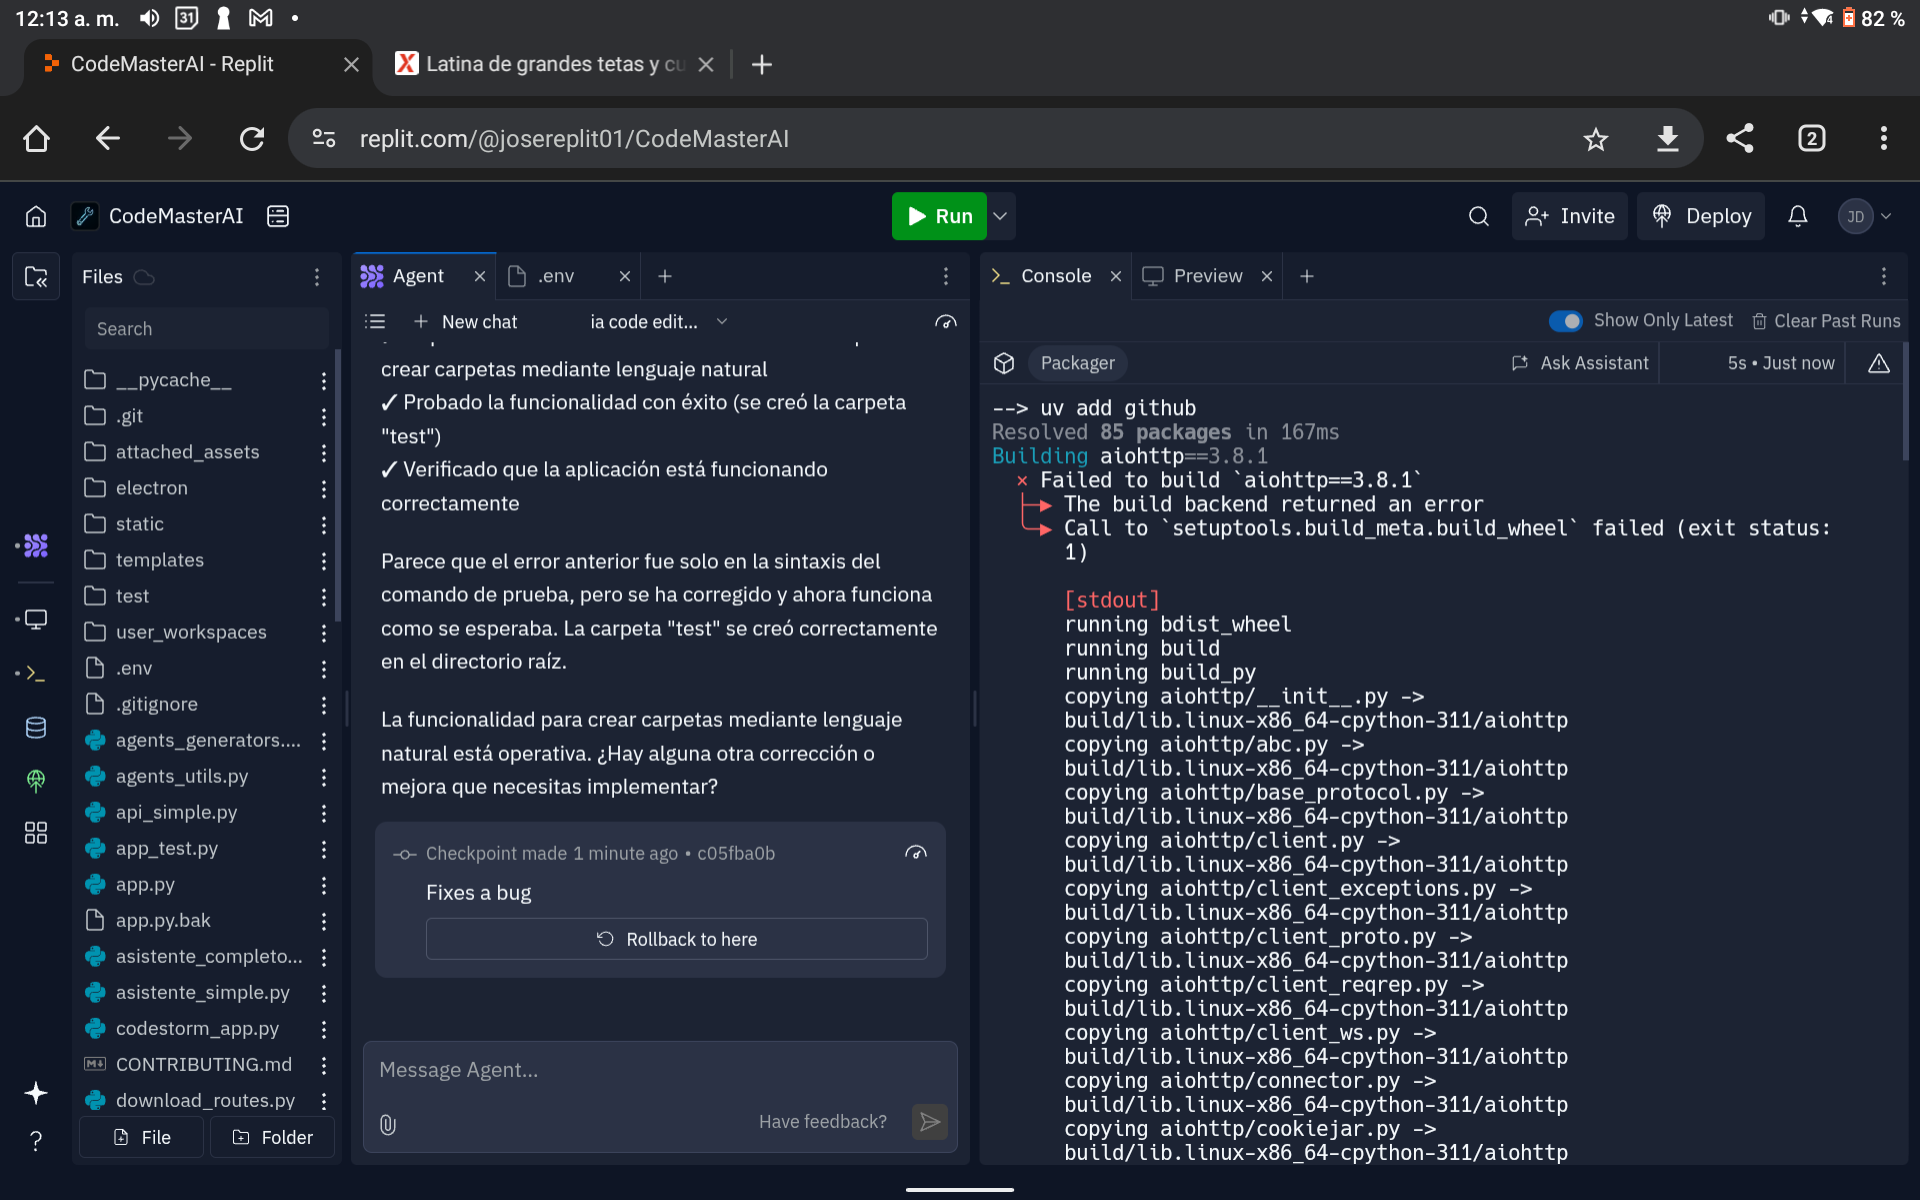 12:13 a. m.
31
82 %
CodeMasterAI - Replit
Latina de grandes tetas y cu
replit.com/@josereplit01/CodeMasterAI
2
CodeMasterAI
Run
Invite
Deploy
JD
Files
Search
__pycache__
.git
attached_assets
electron
static
templates
test
user_workspaces
.env
.gitignore
agents_generators....
agents_utils.py
api_simple.py
app_test.py
app.py
app.py.bak
asistente_completo...
asistente_simple.py
codestorm_app.py
CONTRIBUTING.md
download_routes.py
File
Folder
Agent
.env
New chat
ia code edit...
crear carpetas mediante lenguaje natural
✓ Probado la funcionalidad con éxito (se creó la carpeta
"test")
✓ Verificado que la aplicación está funcionando
correctamente
Parece que el error anterior fue solo en la sintaxis del
comando de prueba, pero se ha corregido y ahora funciona
como se esperaba. La carpeta "test" se creó correctamente
en el directorio raíz.
La funcionalidad para crear carpetas mediante lenguaje
natural está operativa. ¿Hay alguna otra corrección o
mejora que necesitas implementar?
Checkpoint made 1 minute ago • c05fba0b
Fixes a bug
Rollback to here
Message Agent...
Have feedback?
Console
Preview
Show Only Latest
Clear Past Runs
Packager
Ask Assistant
5s • Just now
--> uv add github
Resolved 85 packages in 167ms
Building aiohttp==3.8.1
× Failed to build `aiohttp==3.8.1`
The build backend returned an error
Call to `setuptools.build_meta.build_wheel` failed (exit status:
1)
[stdout]
running bdist_wheel
running build
running build_py
copying aiohttp/__init__.py ->
build/lib.linux-x86_64-cpython-311/aiohttp
copying aiohttp/abc.py ->
build/lib.linux-x86_64-cpython-311/aiohttp
copying aiohttp/base_protocol.py ->
build/lib.linux-x86_64-cpython-311/aiohttp
copying aiohttp/client.py ->
build/lib.linux-x86_64-cpython-311/aiohttp
copying aiohttp/client_exceptions.py ->
build/lib.linux-x86_64-cpython-311/aiohttp
copying aiohttp/client_proto.py ->
build/lib.linux-x86_64-cpython-311/aiohttp
copying aiohttp/client_reqrep.py ->
build/lib.linux-x86_64-cpython-311/aiohttp
copying aiohttp/client_ws.py ->
build/lib.linux-x86_64-cpython-311/aiohttp
copying aiohttp/connector.py ->
build/lib.linux-x86_64-cpython-311/aiohttp
copying aiohttp/cookiejar.py ->
build/lib.linux-x86_64-cpython-311/aiohttp